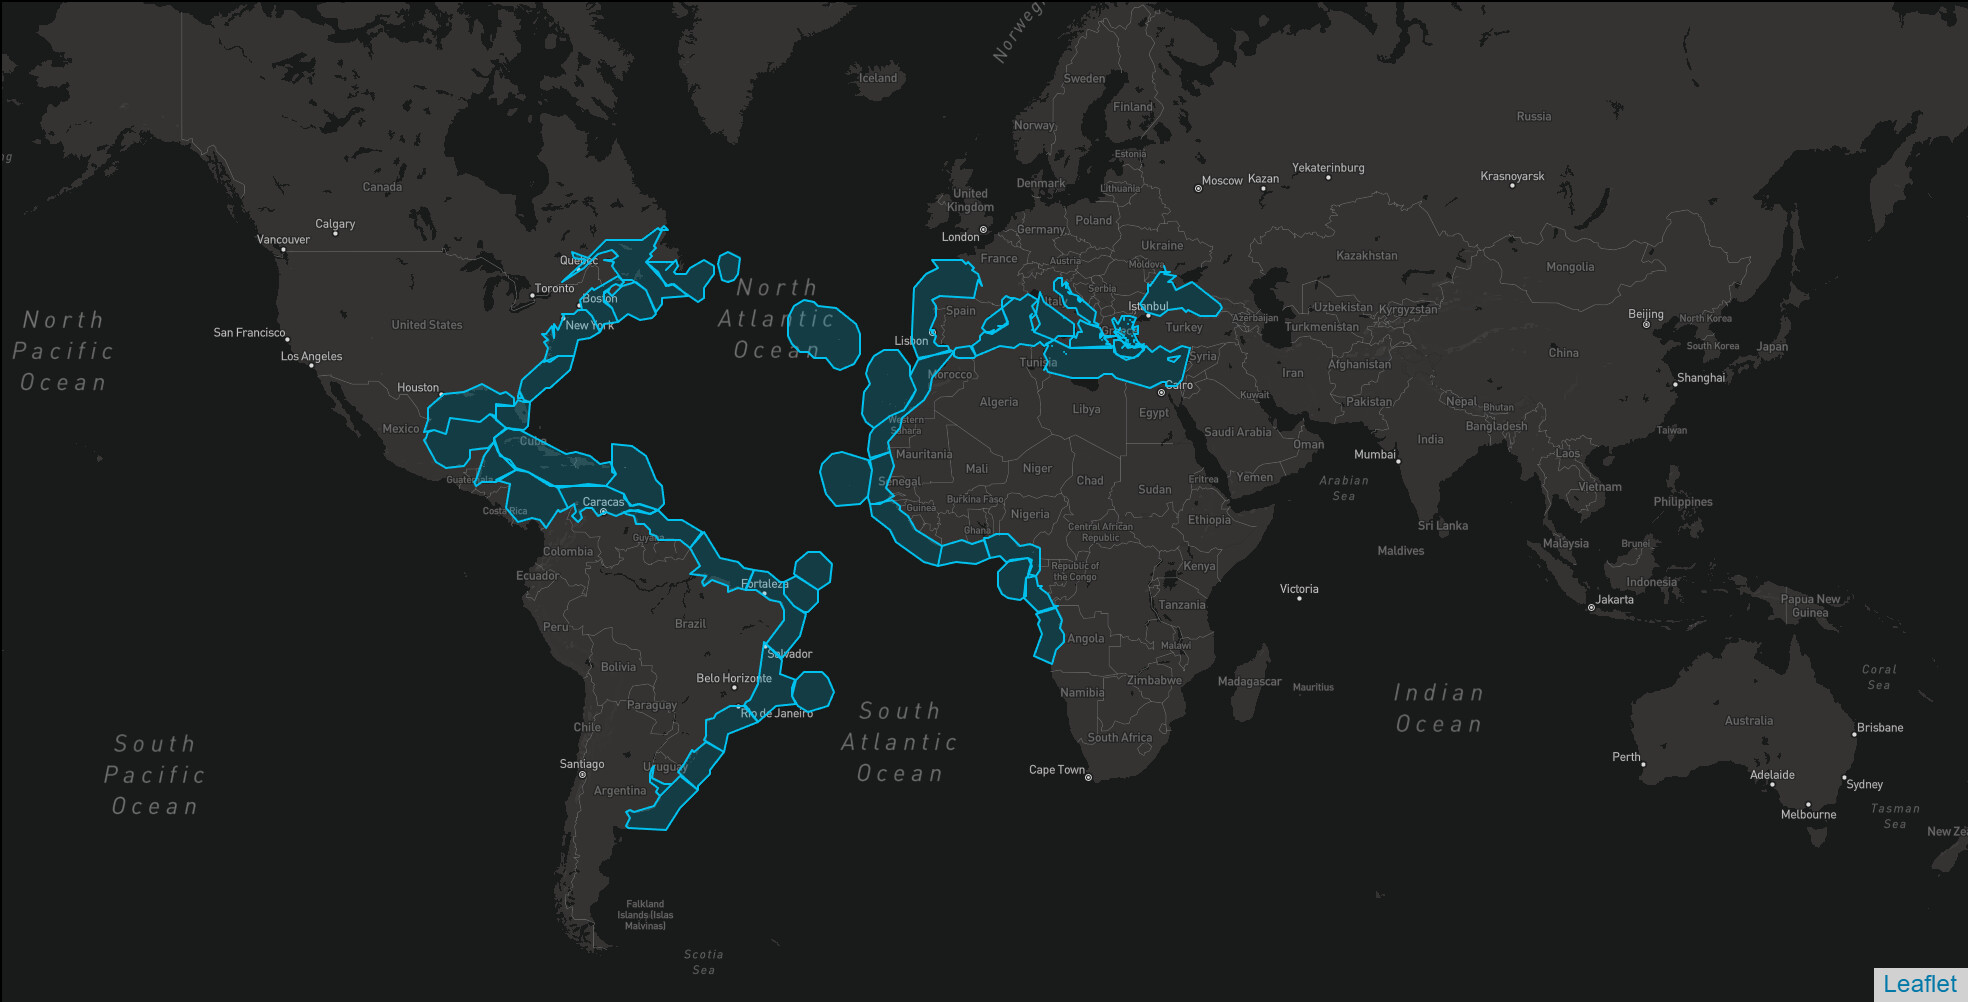 Norweg
Iceland
Sweden
Finland
Norway
Russia
Estonia
ng
Yekaterinburg
Canada
Denmark
Lithuania
Moscow
Kazan
Krasnoyarsk
United
Kingdom
Calgary
Poland
Vancouver
London
Germany
Ukraine
Quebec
France
Austria
Moldova
Kazakhstan
Mongolia
Toronto
Boston
North
Atlantic
Ocean
Serbia
Italy
Istanbul
Uzbekistan
Kyrgyzstan
Beijing
North
Pacific
Ocean
San Francisco
United States
New York
Spain
Lisbon
Greece
Turkey
Azerbaijan
Turkmenistan
North Korea
South Korea
Japan
Los Angeles
China
Tunisia
Syria
Morocco
Iran
Afghanistan
Houston
Cairo
Shanghai
Algeria
Libya
Egypt
Kuwait
Pakistan
Nepal
Bhutan
Mexico
Western
Sahara
Saudi Arabia
Bangladesh
Taiwan
Cuba
Oman
India
Mauritania
Mumbai
Laos
Mali
Niger
Guatemala
Senegal
Chad
Sudan
Eritrea
Yemen
Arabian
Sea
Vietnam
Caracas
Burkina Faso
Philippines
Costa Rica
Guinea
Nigeria
Ethiopia
Sri Lanka
Ghana
Central African
Republic
Guyana
Colombia
Maldives
Malaysia
Brunei
Ecuador
Republic of
the Congo
Kenya
Fortaleza
Victoria
Indonesia
Jakarta
Papua New
Guinea
Peru
Brazil
Tanzania
Angola
Malawi
Salvador
Bolivia
Belo Horizonte
Zimbabwe
Madagascar
Mauritius
Namibia
Coral
Sea
Indian
Ocean
Paraguay
Rio de Janeiro
South
Atlantic
Ocean
Australia
Brisbane
Chile
South Africa
South
Pacific
Ocean
Santiago
Uruguay
Cape Town
Perth
Adelaide
Sydney
Argentina
Melbourne
Tasman
Sea
New Zea
Falkland
Islands (Islas
Malvinas)
Scotia
Sea
Leaflet